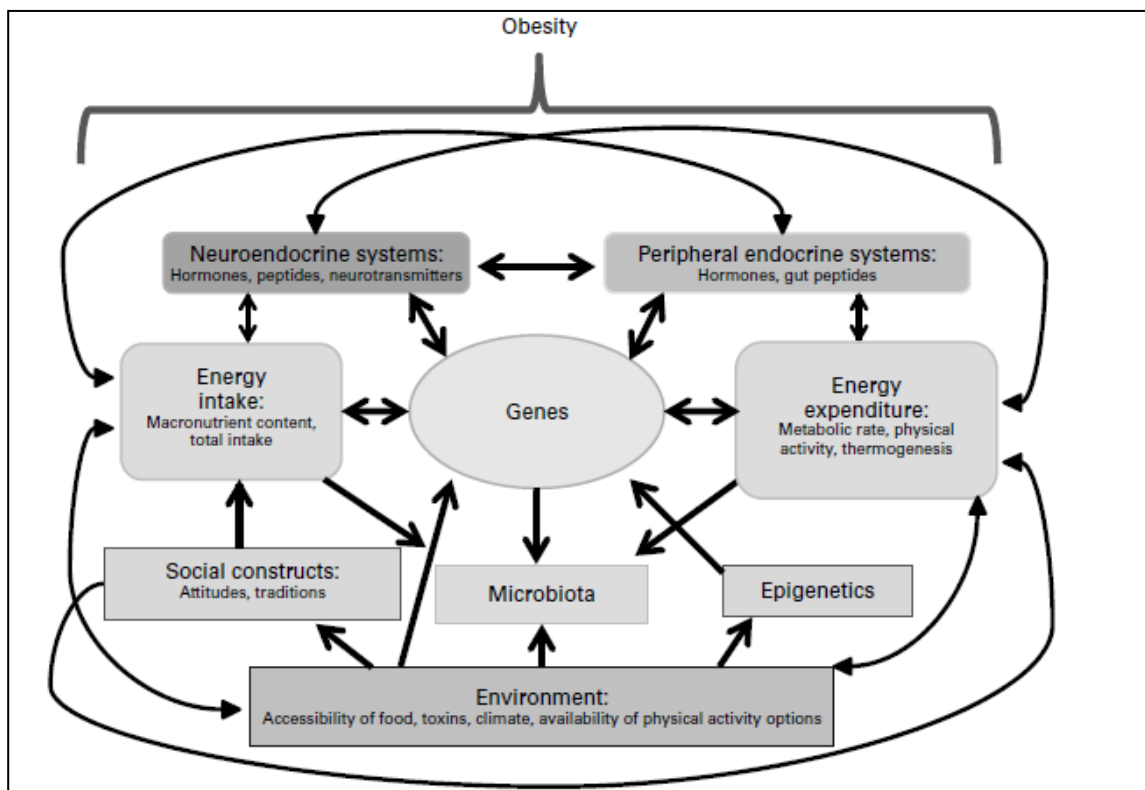 Obesity
Neuroendocrine systems:
Hormones, peptides, neurotransmitters
Peripheral endocrine systems:
Hormones, gut peptides
Energy
intake:
Macronutrient content,
total intake
Genes
Energy
expenditure:
Metabolic rate, physical
activity, thermogenesis
Social constructs:
Attitudes, traditions
Microbiota
Epigenetics
Environment:
Accessibility of food, toxins, climate, availability of physical activity options